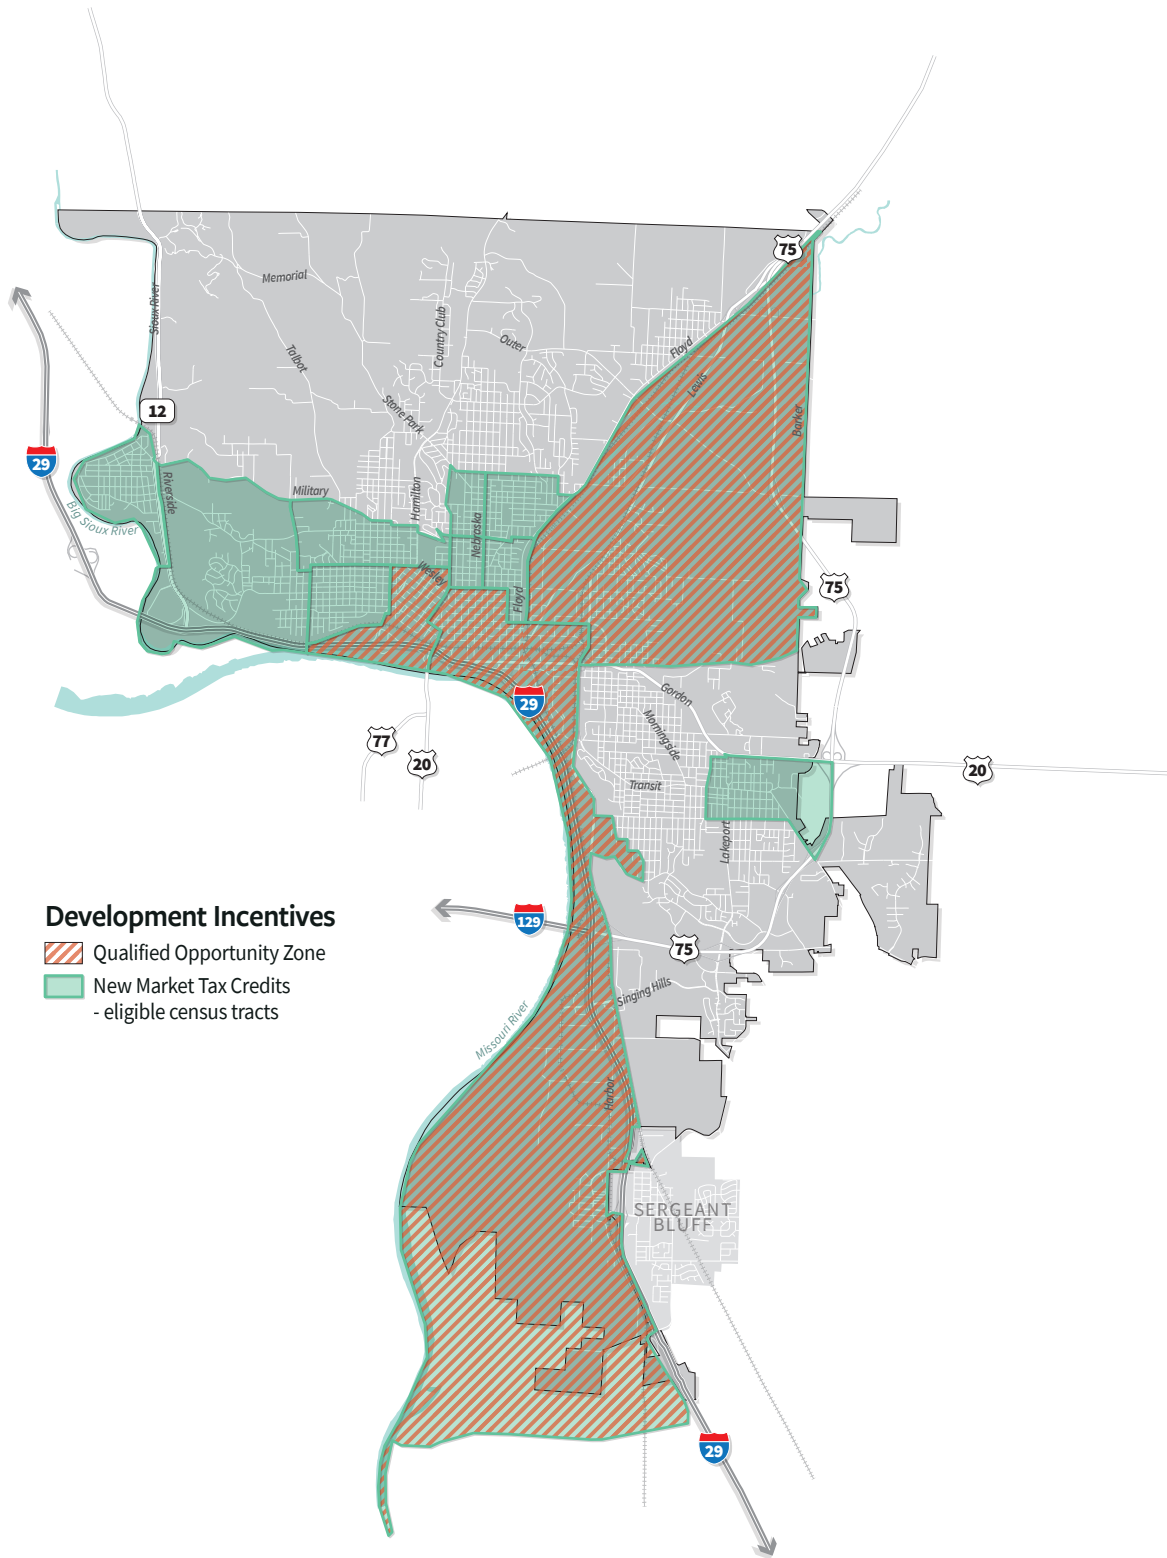 75
Memorial
Sioux River
Country Club
Outer
Talbot
Floyd
Lewis
Stone Park
12
Barker
29
Riverside
Military
Hamilton
Big Sioux River
Nebraska
Wesley
Floyd
75
29
Gordon
Morningside
77
20
20
Transit
Lakeport
129
75
Development Incentives
Qualified Opportunity Zone
New Market Tax Credits
- eligible census tracts
Singing Hills
Missouri River
Harbor
SERGEANT
BLUFF
29